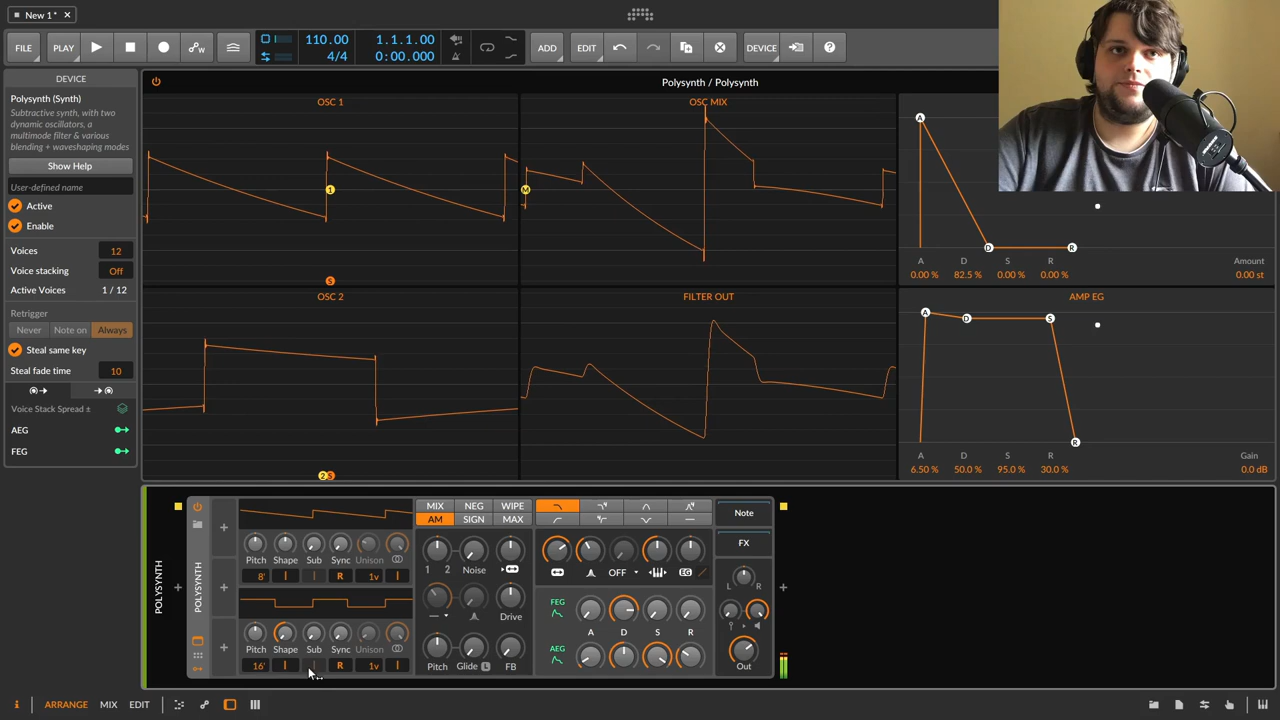 New 1*
FILE
PLAY
110.00
4/4
1.1.1.00
0:00.000
ADD
EDIT
DEVICE
DEVICE
Polysynth (Synth)
Subtractive synth, with two
dynamic oscillators, a
multimode filter & various
blending + waveshaping modes
Show Help
User-defined name
Active
Enable
Voices 12
Voice stacking Off
Active Voices 1 / 12
Retrigger
Never Note on Always
Steal same key
Steal fade time 10
Voice Stack Spread ±
AEG
FEG
Polysynth / Polysynth
OSC 1
1
S
OSC MIX
M
A
D
R
A D S R Amount
0.00 % 82.5 % 0.00 % 0.00 % 0.00 st
OSC 2
2 S
FILTER OUT
AMP EG
A
D
S
R
A D S R Gain
6.50 % 50.0 % 95.0 % 30.0 % 0.0 dB
POLYSYNTH
POLYSYNTH
Pitch Shape Sub Sync Unison
8' R 1v
Pitch Shape Sub Sync Unison
16' R 1v
MIX NEG WIPE
AM SIGN MAX
1 2 Noise
Drive
Pitch Glide L FB
OFF EG
FEG
A D S R
AEG
Note
FX
L R
Out
ARRANGE MIX EDIT